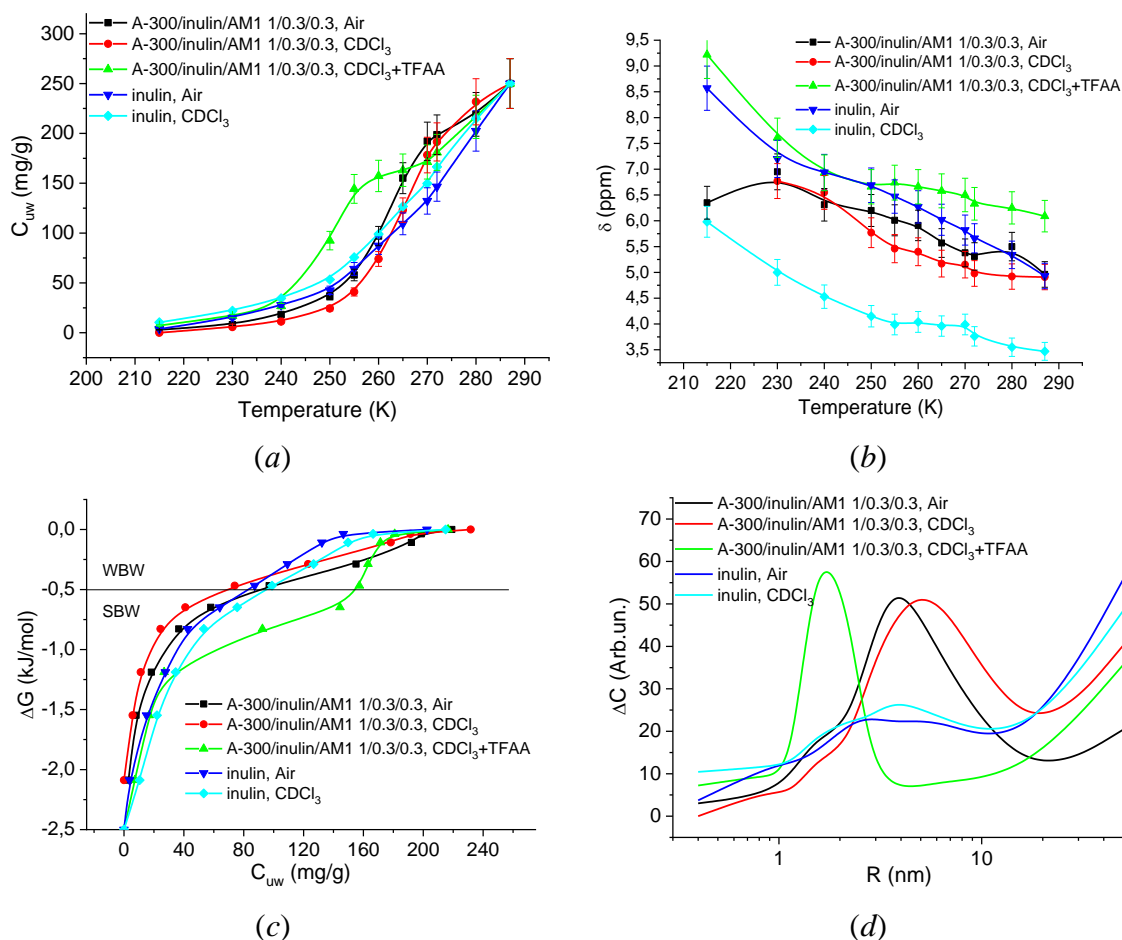 A-300/inulin/AM1 1/0.3/0.3, Air
A-300/inulin/AM1 1/0.3/0.3, CDCl₃
A-300/inulin/AM1 1/0.3/0.3, CDCl₃+TFAA
inulin, Air
inulin, CDCl₃
300
250
200
150
100
50
0
C_uw (mg/g)
200 210 220 230 240 250 260 270 280 290
Temperature (K)
(a)
A-300/inulin/AM1 1/0.3/0.3, Air
A-300/inulin/AM1 1/0.3/0.3, CDCl₃
A-300/inulin/AM1 1/0.3/0.3, CDCl₃+TFAA
inulin, Air
inulin, CDCl₃
9,5
9,0
8,5
8,0
7,5
7,0
6,5
6,0
5,5
5,0
4,5
4,0
3,5
δ (ppm)
210 220 230 240 250 260 270 280 290
Temperature (K)
(b)
0,0
-0,5
-1,0
-1,5
-2,0
-2,5
ΔG (kJ/mol)
WBW
SBW
A-300/inulin/AM1 1/0.3/0.3, Air
A-300/inulin/AM1 1/0.3/0.3, CDCl₃
A-300/inulin/AM1 1/0.3/0.3, CDCl₃+TFAA
inulin, Air
inulin, CDCl₃
0 40 80 120 160 200 240
C_uw (mg/g)
(c)
A-300/inulin/AM1 1/0.3/0.3, Air
A-300/inulin/AM1 1/0.3/0.3, CDCl₃
A-300/inulin/AM1 1/0.3/0.3, CDCl₃+TFAA
inulin, Air
inulin, CDCl₃
70
60
50
40
30
20
10
0
ΔC (Arb.un.)
1 10
R (nm)
(d)